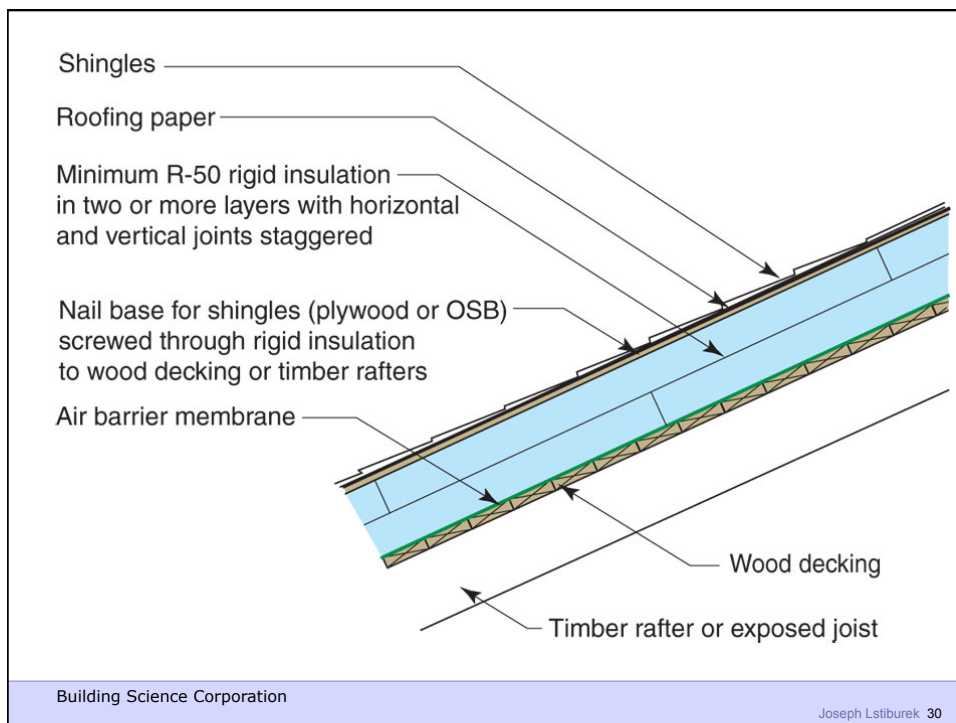 Shingles
Roofing paper
Minimum R-50 rigid insulation
in two or more layers with horizontal
and vertical joints staggered
Nail base for shingles (plywood or OSB)
screwed through rigid insulation
to wood decking or timber rafters
Air barrier membrane
Wood decking
Timber rafter or exposed joist
Building Science Corporation
Joseph Lstiburek 30